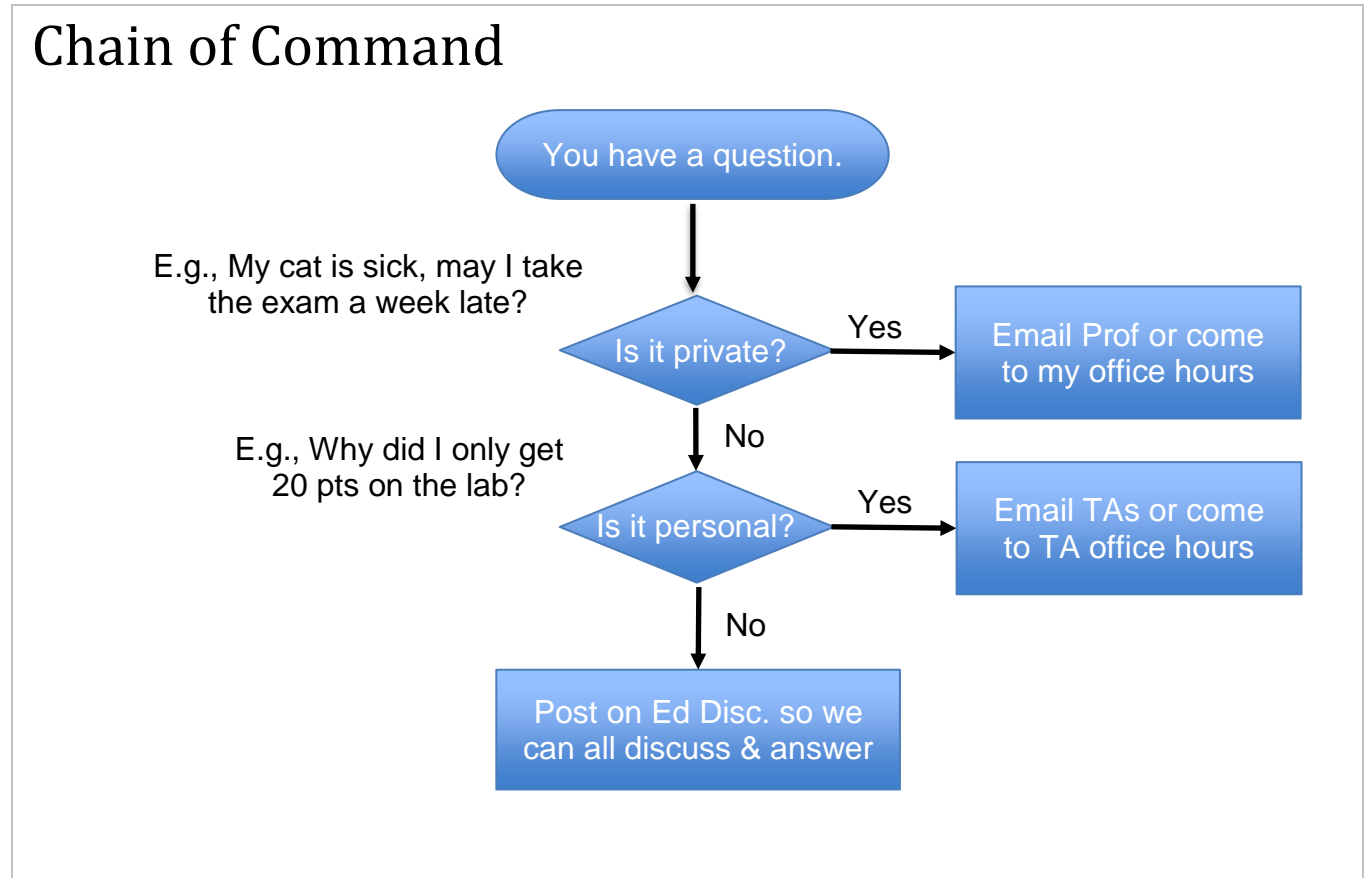 Chain of Command
You have a question.
E.g., My cat is sick, may I take
the exam a week late?
Is it private?
Yes
Email Prof or come
to my office hours
No
E.g., Why did I only get
20 pts on the lab?
Is it personal?
Yes
Email TAs or come
to TA office hours
No
Post on Ed Disc. so we
can all discuss & answer